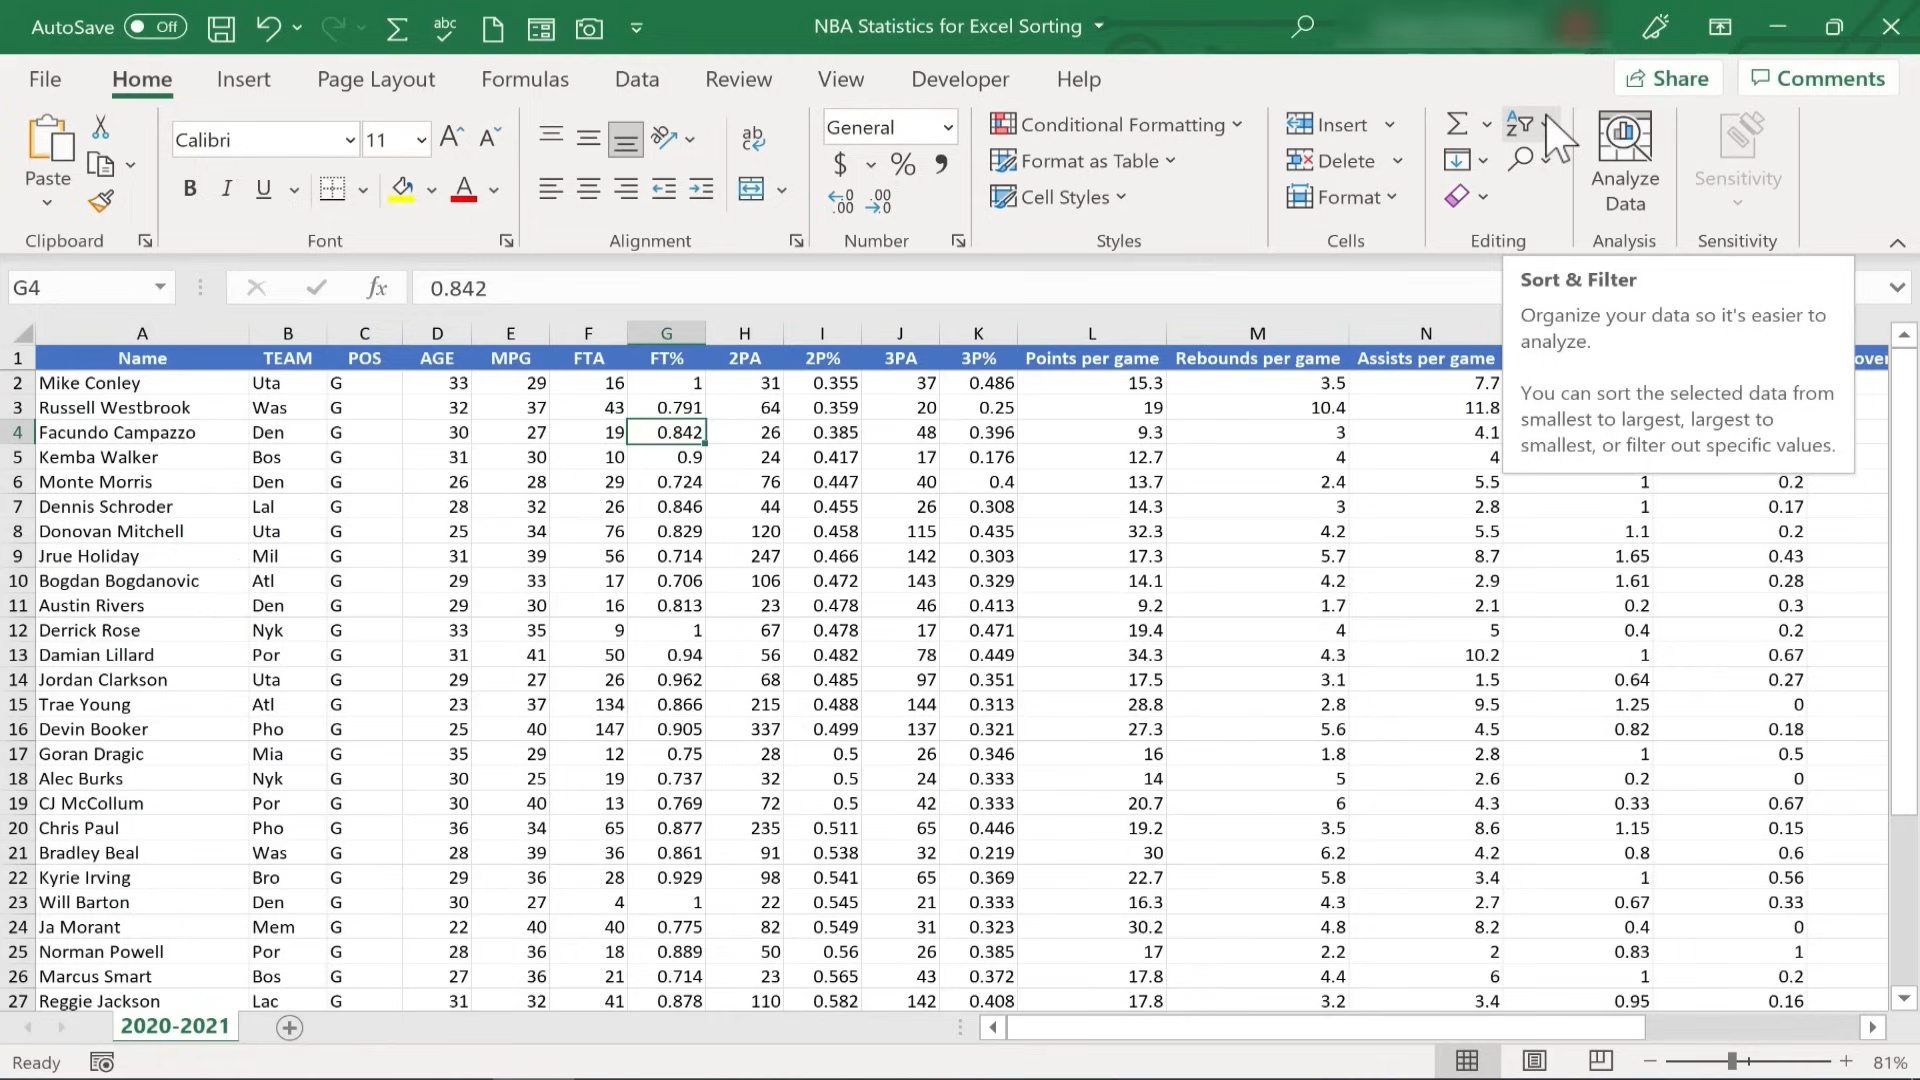 AutoSave Off abc NBA Statistics for Excel Sorting
File Home Insert Page Layout Formulas Data Review View Developer Help Share Comments
Paste
Clipboard
Calibri 11 A A
B I U A
Font
ab
Alignment
General
$ % 9
.00 .00
Number
Conditional Formatting
Format as Table
Cell Styles
Styles
Insert
Delete
Format
Cells
Editing
Analyze
Data
Analysis
Sensitivity
Sensitivity
G4 fx 0.842
Sort & Filter
Organize your data so it's easier to
analyze.
You can sort the selected data from
smallest to largest, largest to
smallest, or filter out specific values.
A B C D E F G H I J K L M N
1 Name TEAM POS AGE MPG FTA FT% 2PA 2P% 3PA 3P% Points per game Rebounds per game Assists per game over
2 Mike Conley Uta G 33 29 16 1 31 0.355 37 0.486 15.3 3.5 7.7
3 Russell Westbrook Was G 32 37 43 0.791 64 0.359 20 0.25 19 10.4 11.8
4 Facundo Campazzo Den G 30 27 19 0.842 26 0.385 48 0.396 9.3 3 4.1
5 Kemba Walker Bos G 31 30 10 0.9 24 0.417 17 0.176 12.7 4 4
6 Monte Morris Den G 26 28 29 0.724 76 0.447 40 0.4 13.7 2.4 5.5 1 0.2
7 Dennis Schroder Lal G 28 32 26 0.846 44 0.455 26 0.308 14.3 3 2.8 1 0.17
8 Donovan Mitchell Uta G 25 34 76 0.829 120 0.458 115 0.435 32.3 4.2 5.5 1.1 0.2
9 Jrue Holiday Mil G 31 39 56 0.714 247 0.466 142 0.303 17.3 5.7 8.7 1.65 0.43
10 Bogdan Bogdanovic Atl G 29 33 17 0.706 106 0.472 143 0.329 14.1 4.2 2.9 1.61 0.28
11 Austin Rivers Den G 29 30 16 0.813 23 0.478 46 0.413 9.2 1.7 2.1 0.2 0.3
12 Derrick Rose Nyk G 33 35 9 1 67 0.478 17 0.471 19.4 4 5 0.4 0.2
13 Damian Lillard Por G 31 41 50 0.94 56 0.482 78 0.449 34.3 4.3 10.2 1 0.67
14 Jordan Clarkson Uta G 29 27 26 0.962 68 0.485 97 0.351 17.5 3.1 1.5 0.64 0.27
15 Trae Young Atl G 23 37 134 0.866 215 0.488 144 0.313 28.8 2.8 9.5 1.25 0
16 Devin Booker Pho G 25 40 147 0.905 337 0.499 137 0.321 27.3 5.6 4.5 0.82 0.18
17 Goran Dragic Mia G 35 29 12 0.75 28 0.5 26 0.346 16 1.8 2.8 1 0.5
18 Alec Burks Nyk G 30 25 19 0.737 32 0.5 24 0.333 14 5 2.6 0.2 0
19 CJ McCollum Por G 30 40 13 0.769 72 0.5 42 0.333 20.7 6 4.3 0.33 0.67
20 Chris Paul Pho G 36 34 65 0.877 235 0.511 65 0.446 19.2 3.5 8.6 1.15 0.15
21 Bradley Beal Was G 28 39 36 0.861 91 0.538 32 0.219 30 6.2 4.2 0.8 0.6
22 Kyrie Irving Bro G 29 36 28 0.929 98 0.541 65 0.369 22.7 5.8 3.4 1 0.56
23 Will Barton Den G 30 27 4 1 22 0.545 21 0.333 16.3 4.3 2.7 0.67 0.33
24 Ja Morant Mem G 22 40 40 0.775 82 0.549 31 0.323 30.2 4.8 8.2 0.4 0
25 Norman Powell Por G 28 36 18 0.889 50 0.56 26 0.385 17 2.2 2 0.83 1
26 Marcus Smart Bos G 27 36 21 0.714 23 0.565 43 0.372 17.8 4.4 6 1 0.2
27 Reggie Jackson Lac G 31 32 41 0.878 110 0.582 142 0.408 17.8 3.2 3.4 0.95 0.16
2020-2021
Ready 81%